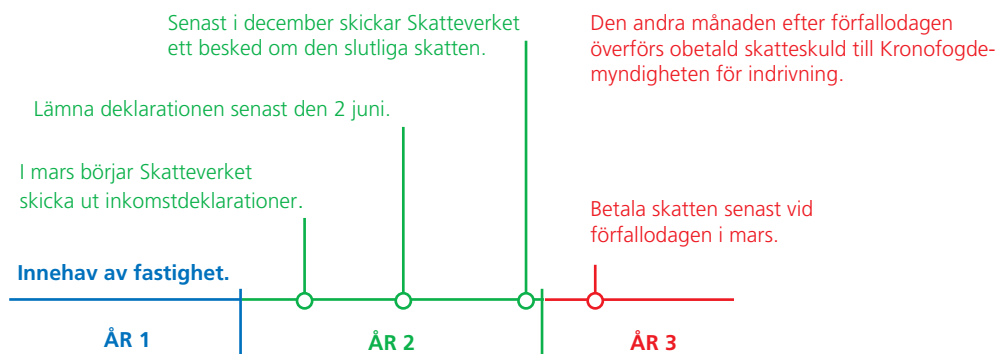 Senast i december skickar Skatteverket
ett besked om den slutliga skatten.
Den andra månaden efter förfallodagen
överförs obetald skatteskuld till Kronofogde-
myndigheten för indrivning.
Lämna deklarationen senast den 2 juni.
I mars börjar Skatteverket
skicka ut inkomstdeklarationer.
Betala skatten senast vid
förfallodagen i mars.
Innehav av fastighet.
ÅR 1
ÅR 2
ÅR 3